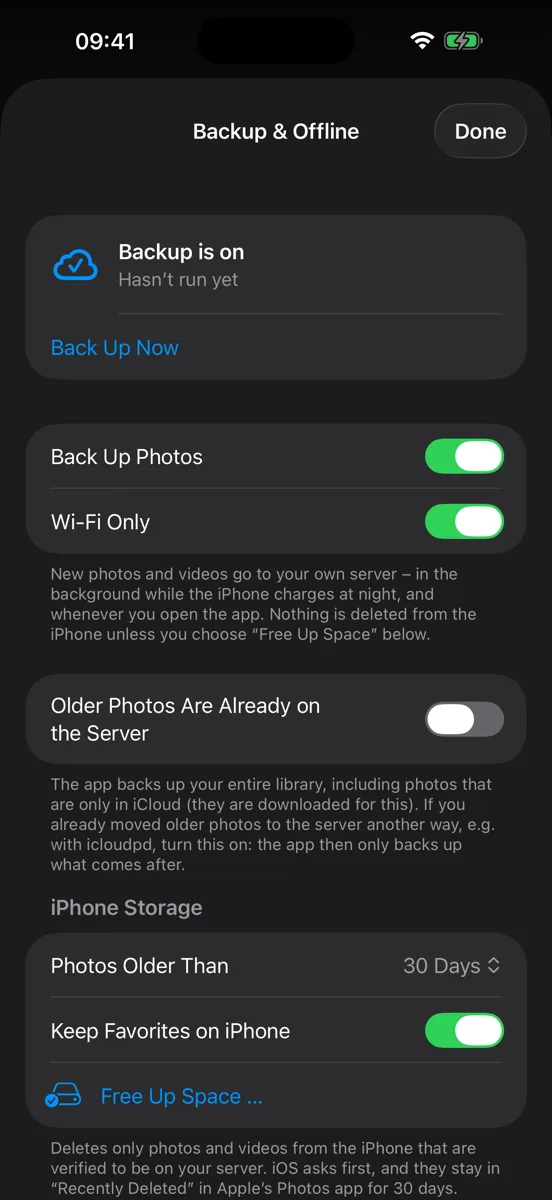 09:41
Backup & Offline
Done
Backup is on
Hasn’t run yet
Back Up Now
Back Up Photos
Wi-Fi Only
New photos and videos go to your own server – in the
background while the iPhone charges at night, and
whenever you open the app. Nothing is deleted from the
iPhone unless you choose “Free Up Space” below.
Older Photos Are Already on
the Server
The app backs up your entire library, including photos that
are only in iCloud (they are downloaded for this). If you
already moved older photos to the server another way, e.g.
with icloudpd, turn this on: the app then only backs up
what comes after.
iPhone Storage
Photos Older Than
30 Days
Keep Favorites on iPhone
Free Up Space ...
Deletes only photos and videos from the iPhone that are
verified to be on your server. iOS asks first, and they stay in
“Recently Deleted” in Apple’s Photos app for 30 days.